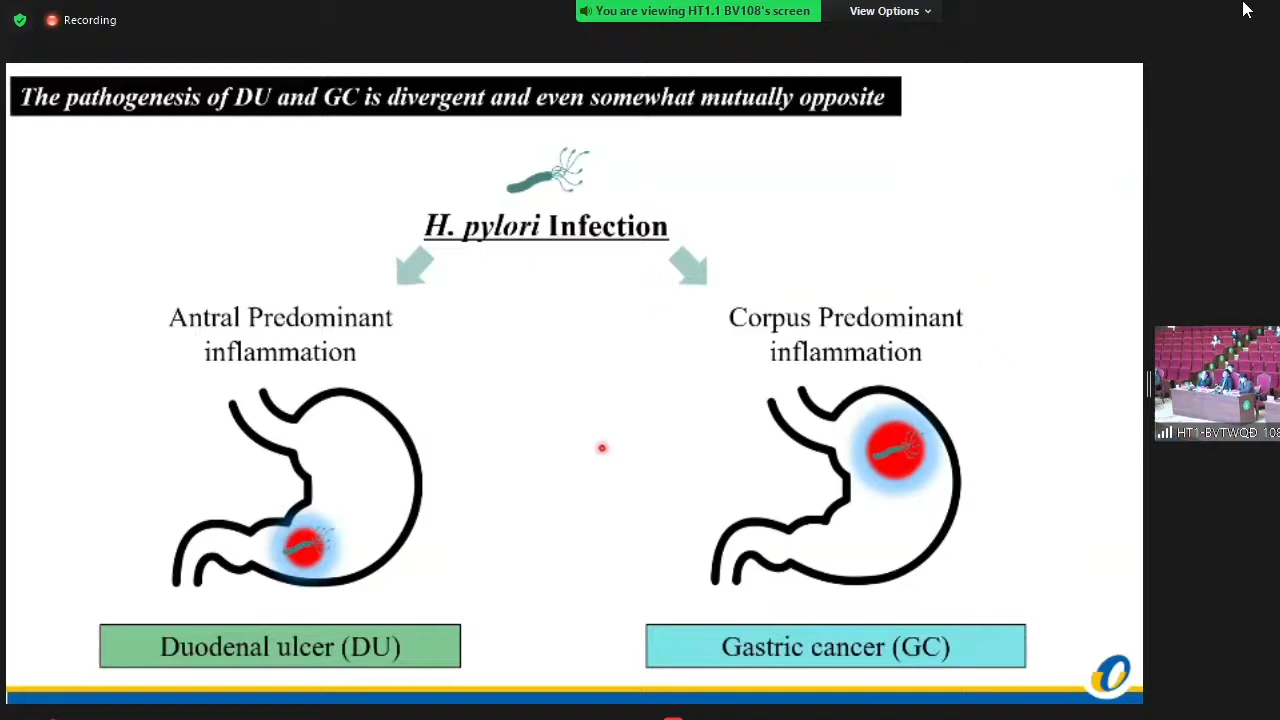 Recording
You are viewing HT1.1 BV108's screen
View Options
The pathogenesis of DU and GC is divergent and even somewhat mutually opposite
H. pylori Infection
Antral Predominant
inflammation
Corpus Predominant
inflammation
Duodenal ulcer (DU)
Gastric cancer (GC)
HT1-BVTWQĐ 108